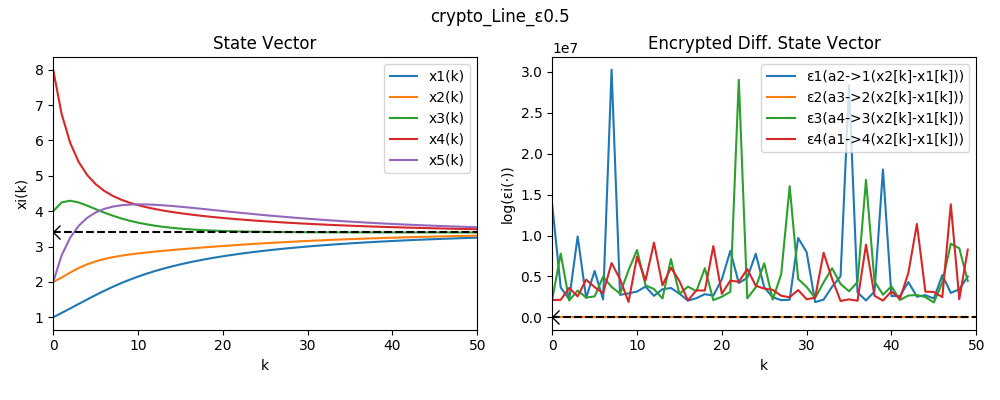 crypto_Line_ε0.5
State Vector
8
7
6
5
4
3
2
1
xi(k)
0
10
20
30
40
50
k
x1(k)
x2(k)
x3(k)
x4(k)
x5(k)
Encrypted Diff. State Vector
1e7
3.0
2.5
2.0
1.5
1.0
0.5
0.0
log(εi(·))
0
10
20
30
40
50
k
ε1(a2->1(x2[k]-x1[k]))
ε2(a3->2(x2[k]-x1[k]))
ε3(a4->3(x2[k]-x1[k]))
ε4(a1->4(x2[k]-x1[k]))